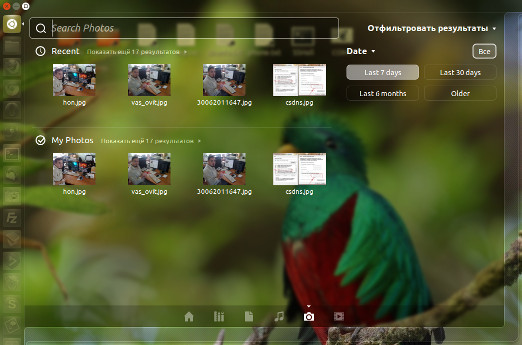 Search Photos
Отфильтровать результаты
Recent Показать ещё 17 результатов
Date
Все
Last 7 days
Last 30 days
Last 6 months
Older
hon.jpg
vas_ovit.jpg
30062011647.jpg
csdns.jpg
My Photos Показать ещё 17 результатов
hon.jpg
vas_ovit.jpg
30062011647.jpg
csdns.jpg